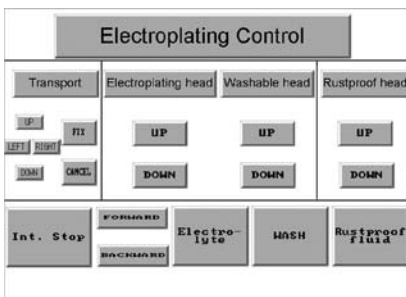 Electroplating Control
Transport
Electroplating head
Washable head
Rustproof head
UP
FIX
UP
UP
UP
LEFT
RIGHT
DOWN
CANCEL
DOWN
DOWN
DOWN
Int. Stop
FORWARD
BACKWARD
Electro-
lyte
WASH
Rustproof
fluid